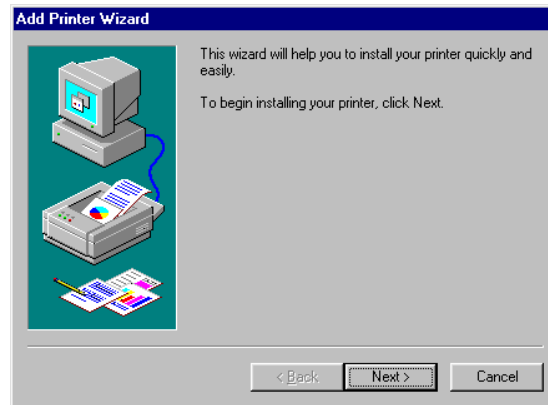 Add Printer Wizard
This wizard will help you to install your printer quickly and
easily.
To begin installing your printer, click Next.
< Back
Next >
Cancel